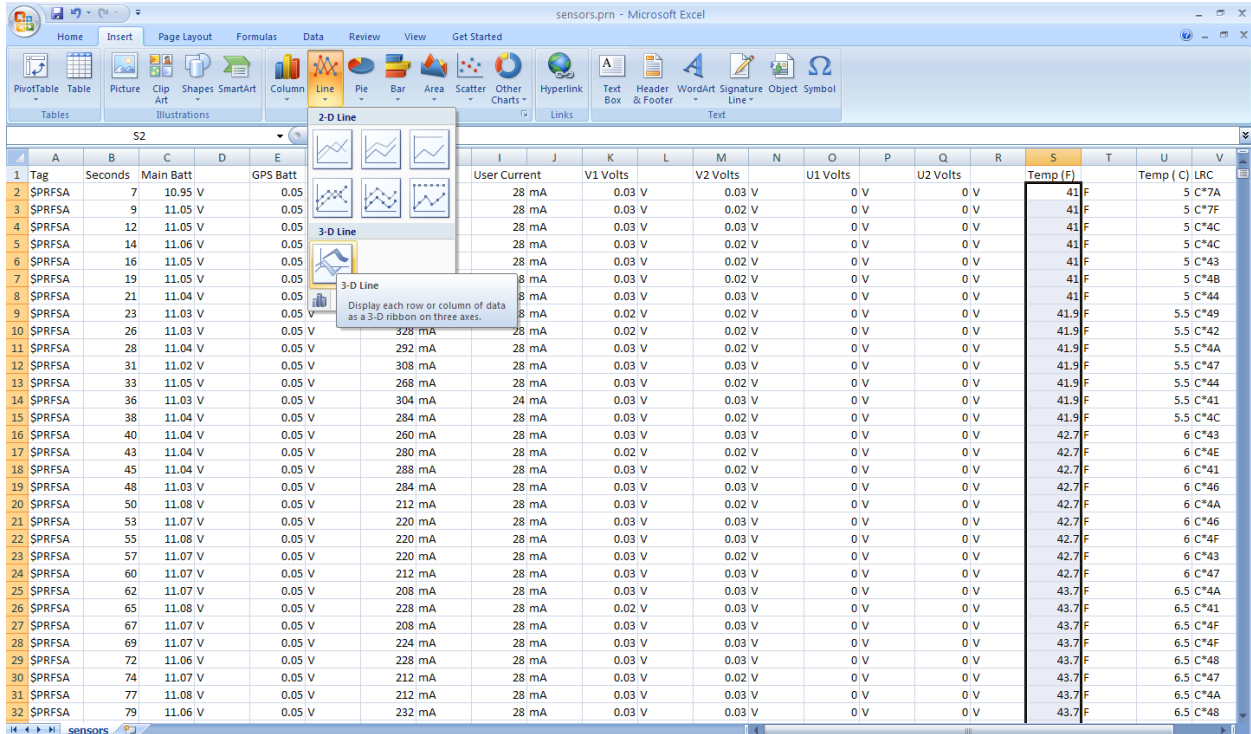 sensors.prn - Microsoft Excel
Home Insert Page Layout Formulas Data Review View Get Started
PivotTable Table Picture Clip Art Shapes SmartArt Column Line Pie Bar Area Scatter Other Charts Hyperlink Text Box Header & Footer WordArt Signature Line Object Symbol
Tables Illustrations Links Text
S2
2-D Line
3-D Line
3-D Line
Display each row or column of data
as a 3-D ribbon on three axes.
A B C D E I J K L M N O P Q R S T U V
1 Tag Seconds Main Batt GPS Batt User Current V1 Volts V2 Volts U1 Volts U2 Volts Temp (F) Temp ( C) LRC
2 $PRFSA 7 10.95 V 0.05 28 mA 0.03 V 0.03 V 0 V 0 V 41 F 5 C*7A
3 $PRFSA 9 11.05 V 0.05 28 mA 0.03 V 0.02 V 0 V 0 V 41 F 5 C*7F
4 $PRFSA 12 11.05 V 0.05 28 mA 0.03 V 0.02 V 0 V 0 V 41 F 5 C*4C
5 $PRFSA 14 11.06 V 0.05 28 mA 0.03 V 0.02 V 0 V 0 V 41 F 5 C*4C
6 $PRFSA 16 11.05 V 0.05 28 mA 0.03 V 0.02 V 0 V 0 V 41 F 5 C*43
7 $PRFSA 19 11.05 V 0.05 8 mA 0.03 V 0.02 V 0 V 0 V 41 F 5 C*4B
8 $PRFSA 21 11.04 V 0.05 8 mA 0.03 V 0.02 V 0 V 0 V 41 F 5 C*44
9 $PRFSA 23 11.03 V 0.05 V 8 mA 0.02 V 0.02 V 0 V 0 V 41.9 F 5.5 C*49
10 $PRFSA 26 11.03 V 0.05 V 328 mA 28 mA 0.02 V 0.02 V 0 V 0 V 41.9 F 5.5 C*42
11 $PRFSA 28 11.04 V 0.05 V 292 mA 28 mA 0.03 V 0.02 V 0 V 0 V 41.9 F 5.5 C*4A
12 $PRFSA 31 11.02 V 0.05 V 308 mA 28 mA 0.03 V 0.02 V 0 V 0 V 41.9 F 5.5 C*47
13 $PRFSA 33 11.05 V 0.05 V 268 mA 28 mA 0.03 V 0.02 V 0 V 0 V 41.9 F 5.5 C*44
14 $PRFSA 36 11.03 V 0.05 V 304 mA 24 mA 0.03 V 0.02 V 0 V 0 V 41.9 F 5.5 C*41
15 $PRFSA 38 11.04 V 0.05 V 284 mA 28 mA 0.03 V 0.02 V 0 V 0 V 41.9 F 5.5 C*4C
16 $PRFSA 40 11.04 V 0.05 V 260 mA 28 mA 0.03 V 0.03 V 0 V 0 V 42.7 F 6 C*43
17 $PRFSA 43 11.04 V 0.05 V 280 mA 28 mA 0.02 V 0.02 V 0 V 0 V 42.7 F 6 C*4E
18 $PRFSA 45 11.04 V 0.05 V 288 mA 28 mA 0.03 V 0.02 V 0 V 0 V 42.7 F 6 C*41
19 $PRFSA 48 11.03 V 0.05 V 284 mA 28 mA 0.03 V 0.03 V 0 V 0 V 42.7 F 6 C*46
20 $PRFSA 50 11.08 V 0.05 V 212 mA 28 mA 0.03 V 0.02 V 0 V 0 V 42.7 F 6 C*4A
21 $PRFSA 53 11.07 V 0.05 V 220 mA 28 mA 0.03 V 0.03 V 0 V 0 V 42.7 F 6 C*46
22 $PRFSA 55 11.08 V 0.05 V 220 mA 28 mA 0.03 V 0.03 V 0 V 0 V 42.7 F 6 C*4F
23 $PRFSA 57 11.07 V 0.05 V 220 mA 28 mA 0.03 V 0.02 V 0 V 0 V 42.7 F 6 C*43
24 $PRFSA 60 11.07 V 0.05 V 212 mA 28 mA 0.03 V 0.03 V 0 V 0 V 42.7 F 6 C*47
25 $PRFSA 62 11.07 V 0.05 V 208 mA 28 mA 0.03 V 0.03 V 0 V 0 V 43.7 F 6.5 C*4A
26 $PRFSA 65 11.08 V 0.05 V 228 mA 28 mA 0.02 V 0.03 V 0 V 0 V 43.7 F 6.5 C*41
27 $PRFSA 67 11.07 V 0.05 V 208 mA 28 mA 0.03 V 0.03 V 0 V 0 V 43.7 F 6.5 C*4F
28 $PRFSA 69 11.07 V 0.05 V 224 mA 28 mA 0.03 V 0.03 V 0 V 0 V 43.7 F 6.5 C*4F
29 $PRFSA 72 11.06 V 0.05 V 228 mA 28 mA 0.03 V 0.03 V 0 V 0 V 43.7 F 6.5 C*48
30 $PRFSA 74 11.07 V 0.05 V 212 mA 28 mA 0.03 V 0.02 V 0 V 0 V 43.7 F 6.5 C*47
31 $PRFSA 77 11.08 V 0.05 V 212 mA 28 mA 0.03 V 0.03 V 0 V 0 V 43.7 F 6.5 C*4A
32 $PRFSA 79 11.06 V 0.05 V 232 mA 28 mA 0.03 V 0.03 V 0 V 0 V 43.7 F 6.5 C*48
sensors